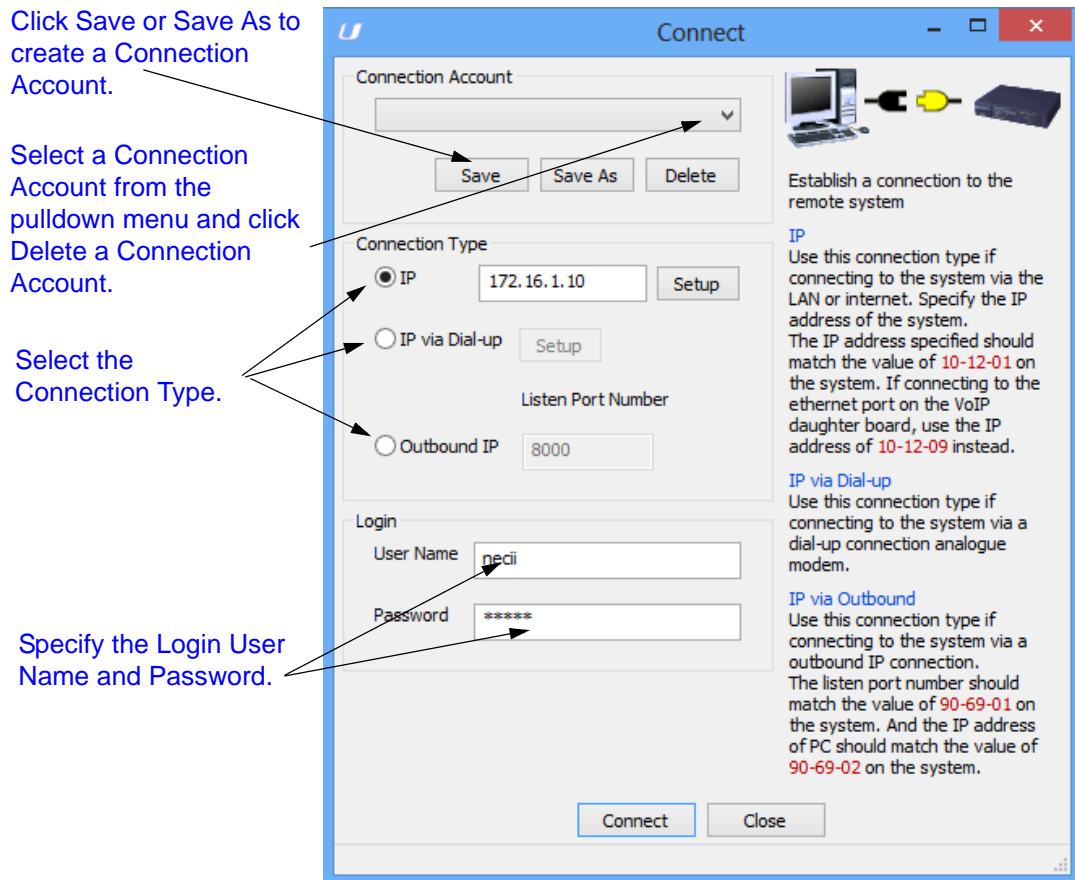 Click Save or Save As to
create a Connection
Account.
Select a Connection
Account from the
pulldown menu and click
Delete a Connection
Account.
Select the
Connection Type.
Specify the Login User
Name and Password.
U
Connect
Connection Account
Save
Save As
Delete
Connection Type
IP
172.16.1.10
Setup
IP via Dial-up
Setup
Listen Port Number
Outbound IP
8000
Login
User Name
necii
Password
*****
Establish a connection to the
remote system
IP
Use this connection type if
connecting to the system via the
LAN or internet. Specify the IP
address of the system.
The IP address specified should
match the value of 10-12-01 on
the system. If connecting to the
ethernet port on the VoIP
daughter board, use the IP
address of 10-12-09 instead.
IP via Dial-up
Use this connection type if
connecting to the system via a
dial-up connection analogue
modem.
IP via Outbound
Use this connection type if
connecting to the system via a
outbound IP connection.
The listen port number should
match the value of 90-69-01 on
the system. And the IP address
of PC should match the value of
90-69-02 on the system.
Connect
Close